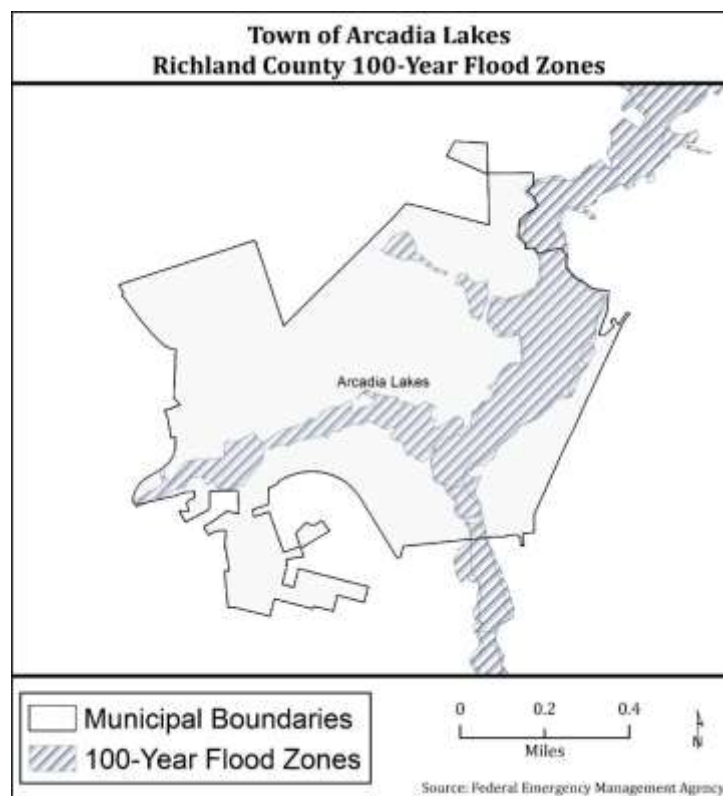 Town of Arcadia Lakes
Richland County 100-Year Flood Zones
Arcadia Lakes
Municipal Boundaries
100-Year Flood Zones
0 0.2 0.4
Miles
N
Source: Federal Emergency Management Agency